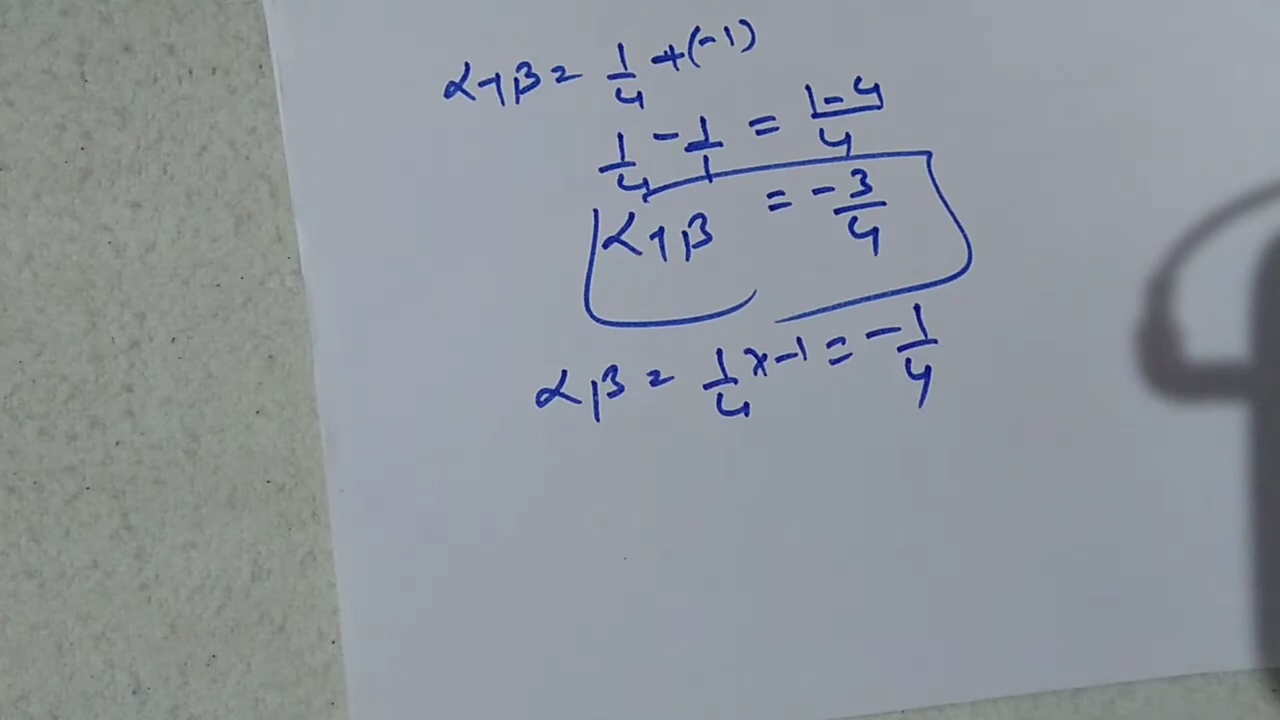 α+β = 1/4 + (-1)
1/4 - 1/1 = 1-4/4
α+β = -3/4
αβ = 1/4 x -1 = -1/4